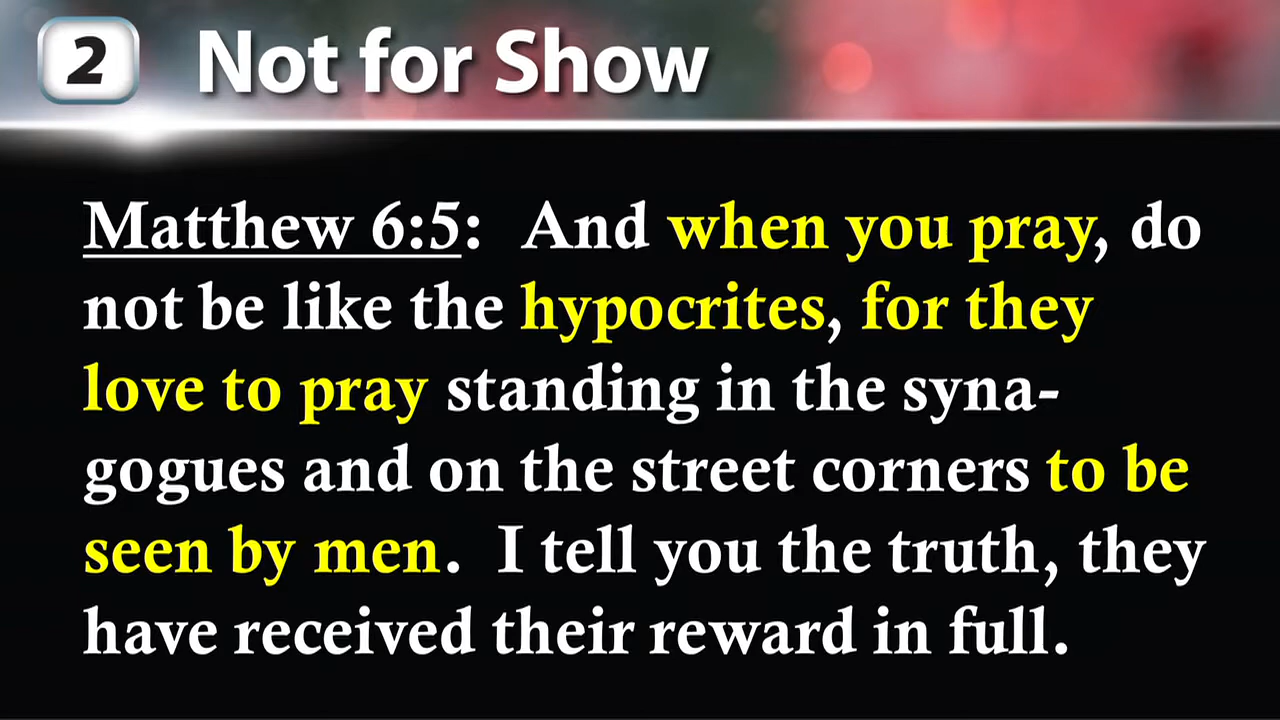 2 Not for Show
Matthew 6:5: And when you pray, do
not be like the hypocrites, for they
love to pray standing in the syna-
gogues and on the street corners to be
seen by men. I tell you the truth, they
have received their reward in full.